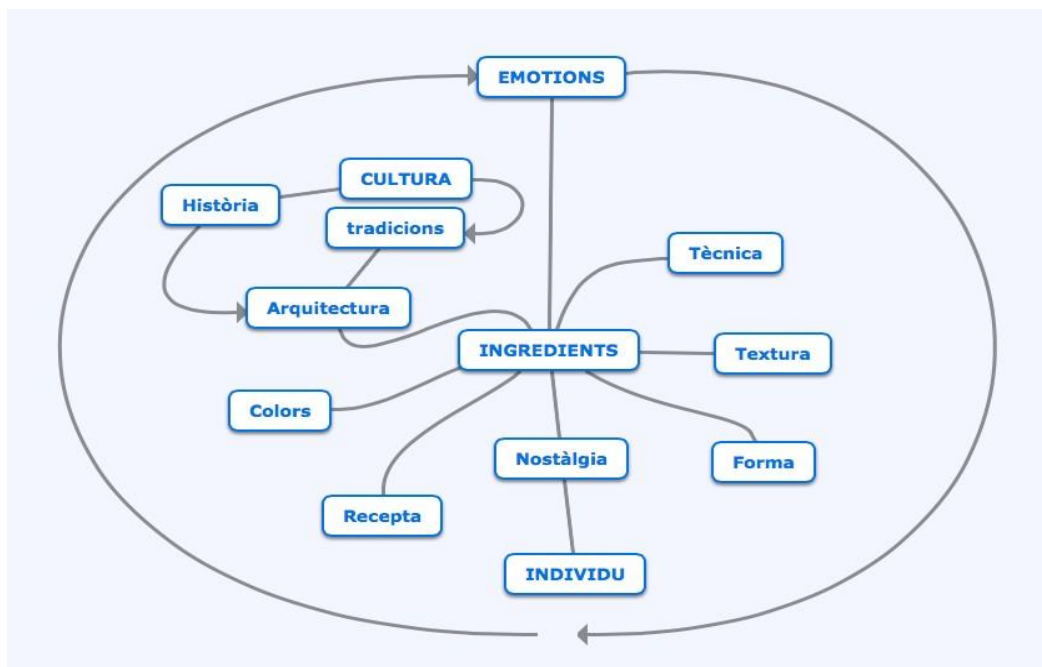 EMOTIONS
CULTURA
Història
tradicions
Tècnica
Arquitectura
INGREDIENTS
Textura
Colors
Nostàlgia
Forma
Recepta
INDIVIDU